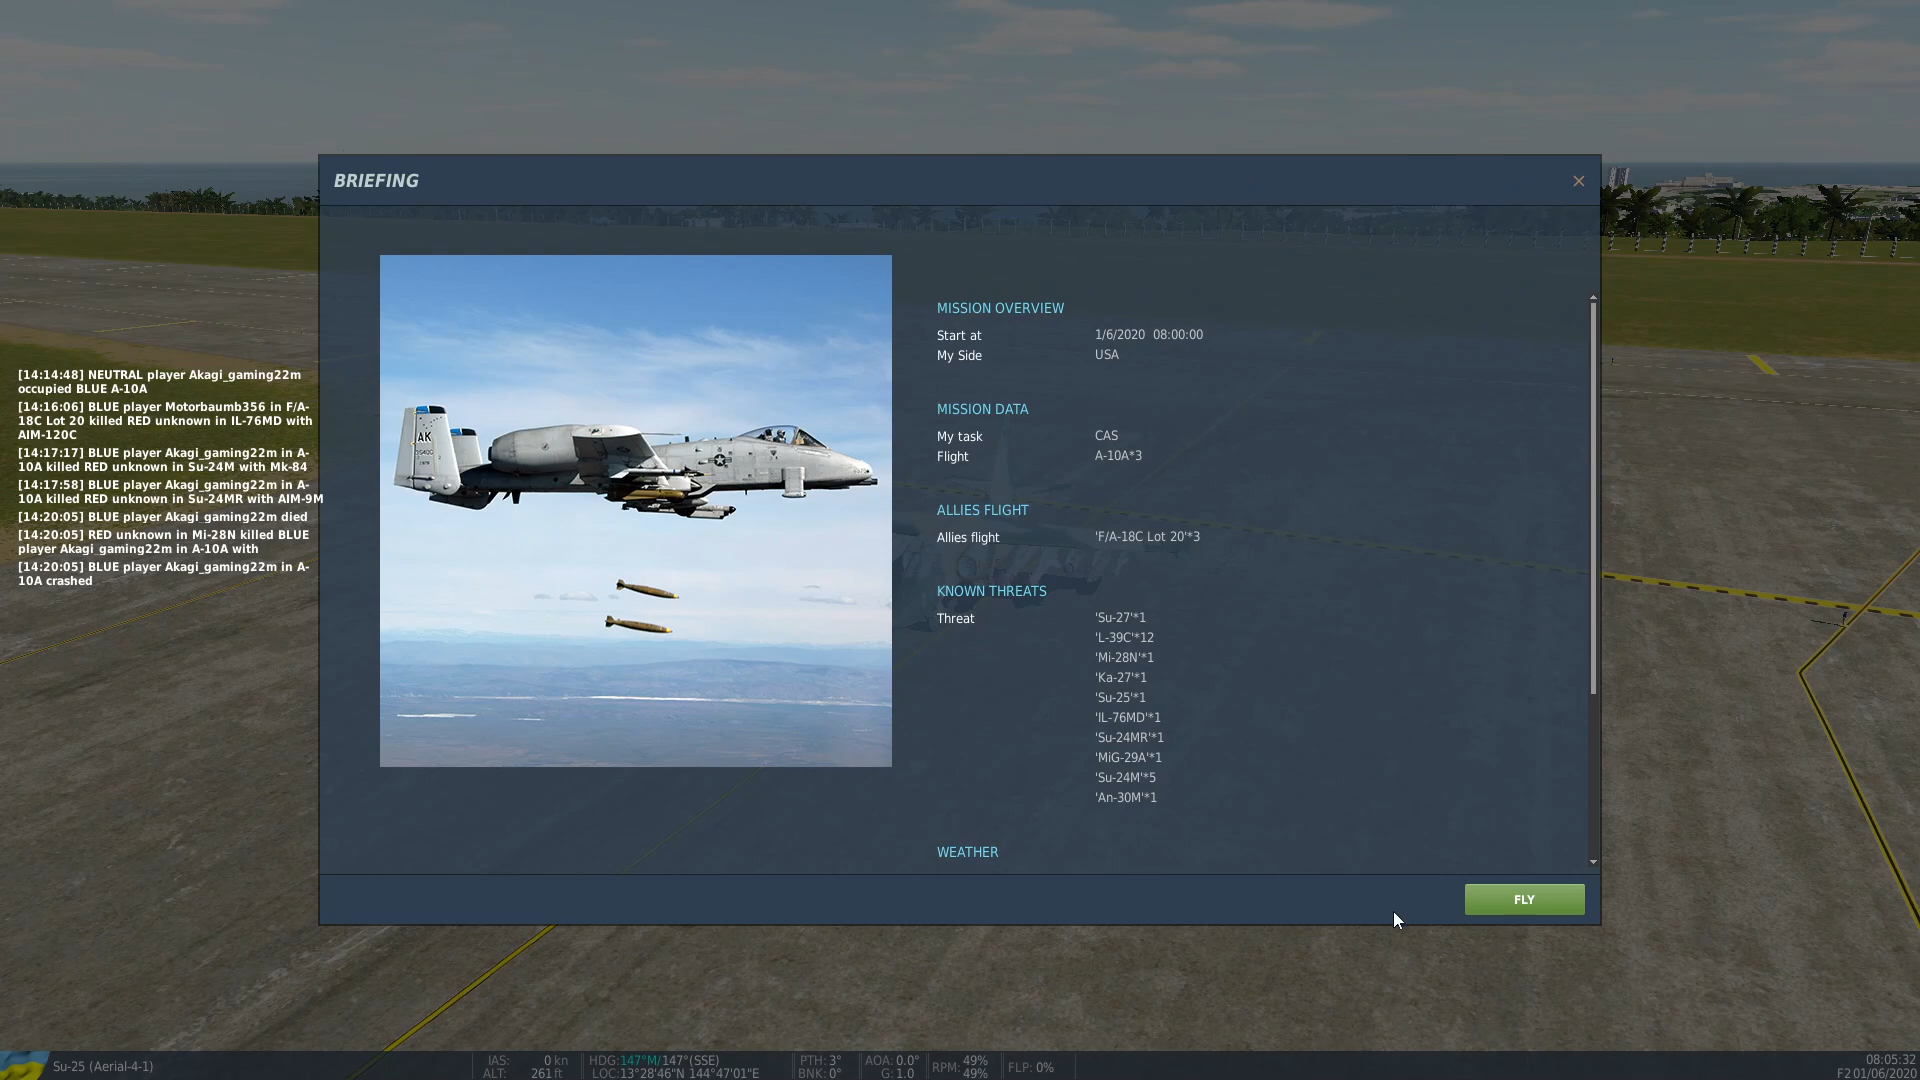 BRIEFING
[14:14:48] NEUTRAL player Akagi_gaming22m
occupied BLUE A-10A
[14:16:06] BLUE player Motorbaumb356 in F/A-
18C Lot 20 killed RED unknown in IL-76MD with
AIM-120C
[14:17:17] BLUE player Akagi_gaming22m in A-
10A killed RED unknown in Su-24M with Mk-84
[14:17:58] BLUE player Akagi_gaming22m in A-
10A killed RED unknown in Su-24MR with AIM-9M
[14:20:05] BLUE player Akagi_gaming22m died
[14:20:05] RED unknown in Mi-28N killed BLUE
player Akagi_gaming22m in A-10A with
[14:20:05] BLUE player Akagi_gaming22m in A-
10A crashed
AK
MISSION OVERVIEW
Start at 1/6/2020 08:00:00
My Side USA
MISSION DATA
My task CAS
Flight A-10A*3
ALLIES FLIGHT
Allies flight 'F/A-18C Lot 20'*3
KNOWN THREATS
Threat 'Su-27'*1
'L-39C'*12
'Mi-28N'*1
'Ka-27'*1
'Su-25'*1
'IL-76MD'*1
'Su-24MR'*1
'MiG-29A'*1
'Su-24M'*5
'An-30M'*1
WEATHER
FLY
Su-25 (Aerial-4-1)
IAS: 0 kn HDG:147°M/147°(SSE) PTH: 3° AOA: 0.0° RPM: 49% FLP: 0% 08:05:32
ALT: 261 ft LOC:13°28'46"N 144°47'01"E BNK: 0° G: 1.0 49% F2 01/06/2020